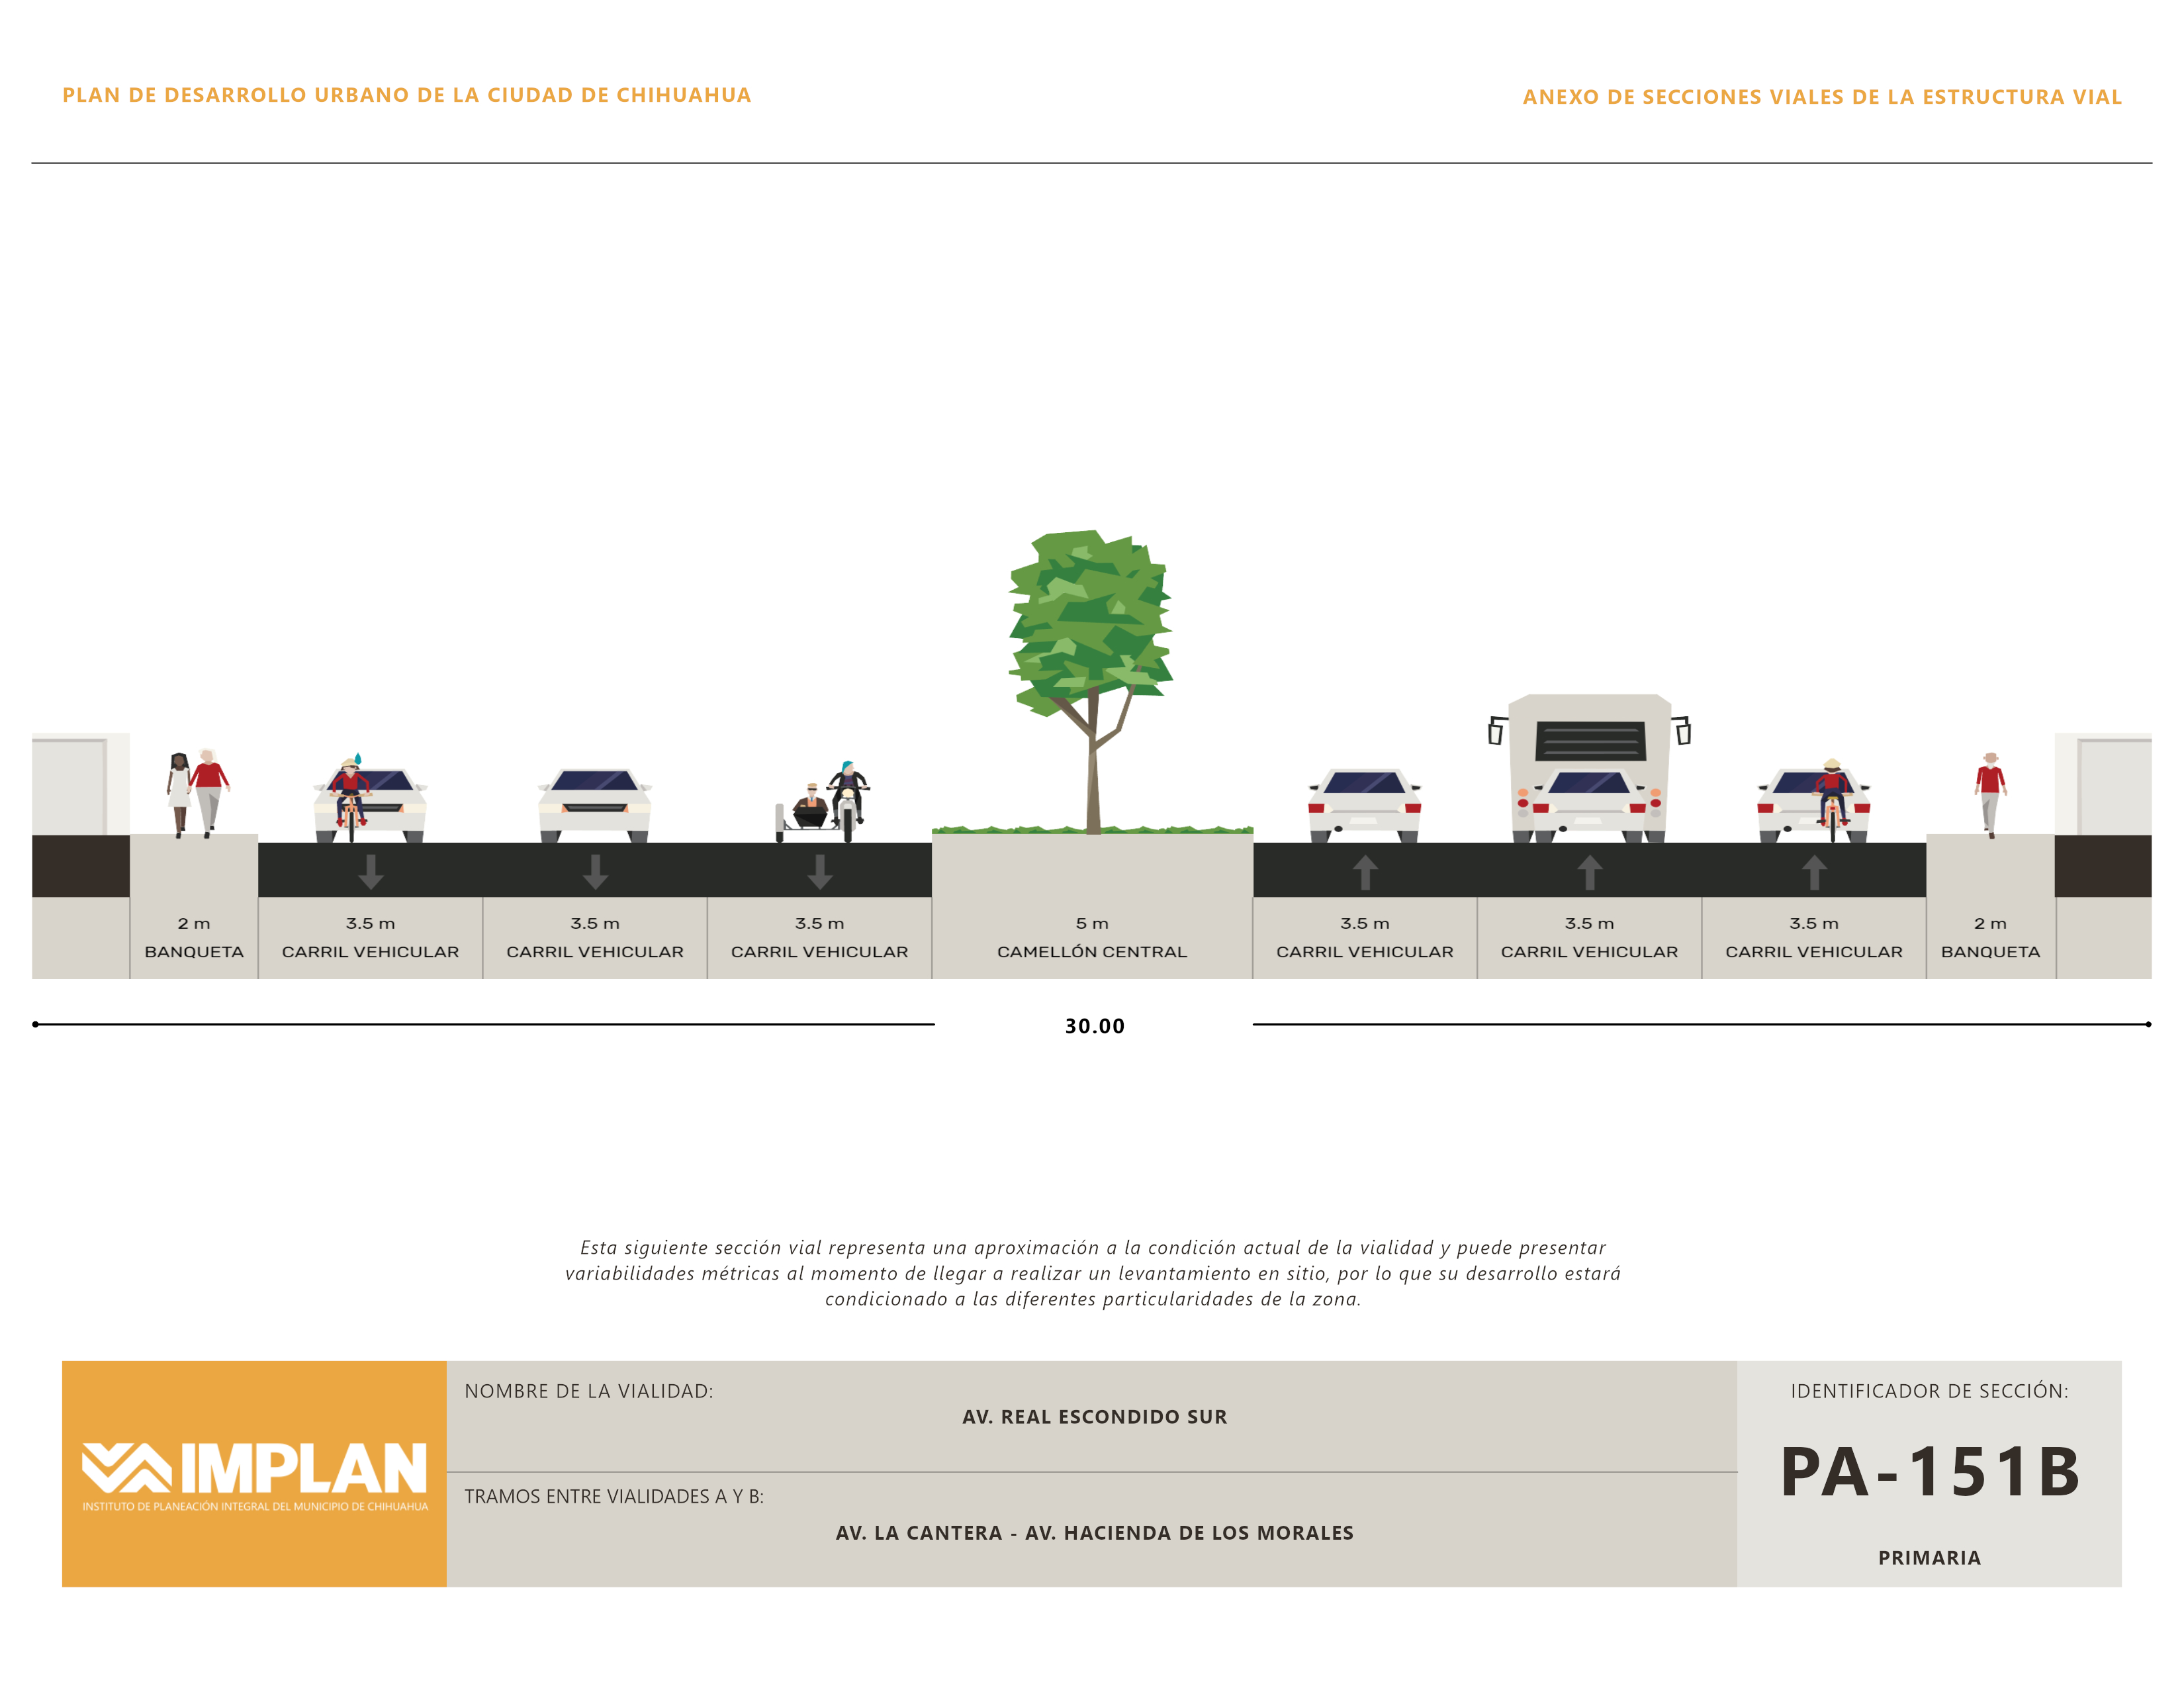 PLAN DE DESARROLLO URBANO DE LA CIUDAD DE CHIHUAHUA
ANEXO DE SECCIONES VIALES DE LA ESTRUCTURA VIAL
2 m
BANQUETA
3.5 m
CARRIL VEHICULAR
3.5 m
CARRIL VEHICULAR
3.5 m
CARRIL VEHICULAR
5 m
CAMELLÓN CENTRAL
3.5 m
CARRIL VEHICULAR
3.5 m
CARRIL VEHICULAR
3.5 m
CARRIL VEHICULAR
2 m
BANQUETA
30.00
Esta siguiente sección vial representa una aproximación a la condición actual de la vialidad y puede presentar
variabilidades métricas al momento de llegar a realizar un levantamiento en sitio, por lo que su desarrollo estará
condicionado a las diferentes particularidades de la zona.
IMPLAN
INSTITUTO DE PLANEACIÓN INTEGRAL DEL MUNICIPIO DE CHIHUAHUA
NOMBRE DE LA VIALIDAD:
AV. REAL ESCONDIDO SUR
TRAMOS ENTRE VIALIDADES A Y B:
AV. LA CANTERA - AV. HACIENDA DE LOS MORALES
IDENTIFICADOR DE SECCIÓN:
PA-151B
PRIMARIA